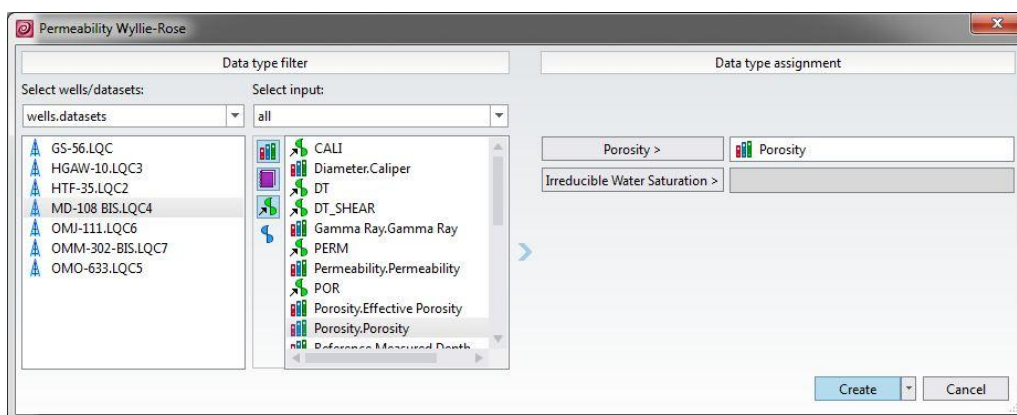 Permeability Wyllie-Rose
Data type filter
Data type assignment
Select wells/datasets:
Select input:
wells.datasets
all
GS-56.LQC
HGAW-10.LQC3
HTF-35.LQC2
MD-108 BIS.LQC4
OMJ-111.LQC6
OMM-302-BIS.LQC7
OMO-633.LQC5
CALI
Diameter.Caliper
DT
DT_SHEAR
Gamma Ray.Gamma Ray
PERM
Permeability.Permeability
POR
Porosity.Effective Porosity
Porosity.Porosity
Reference.Measured Depth
Porosity >
Porosity
Irreducible Water Saturation >
Create
Cancel